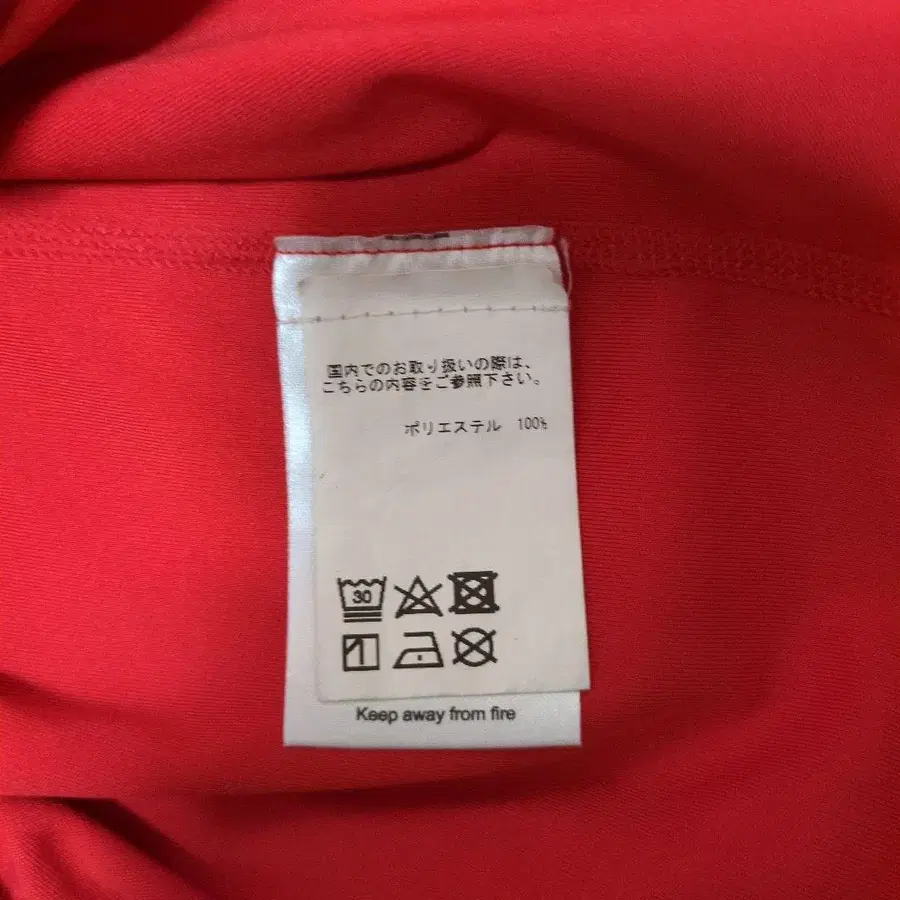 国内でのお取り扱いの際は、
こちらの内容をご参照下さい。
ポリエステル 100%
30
Keep away from fire